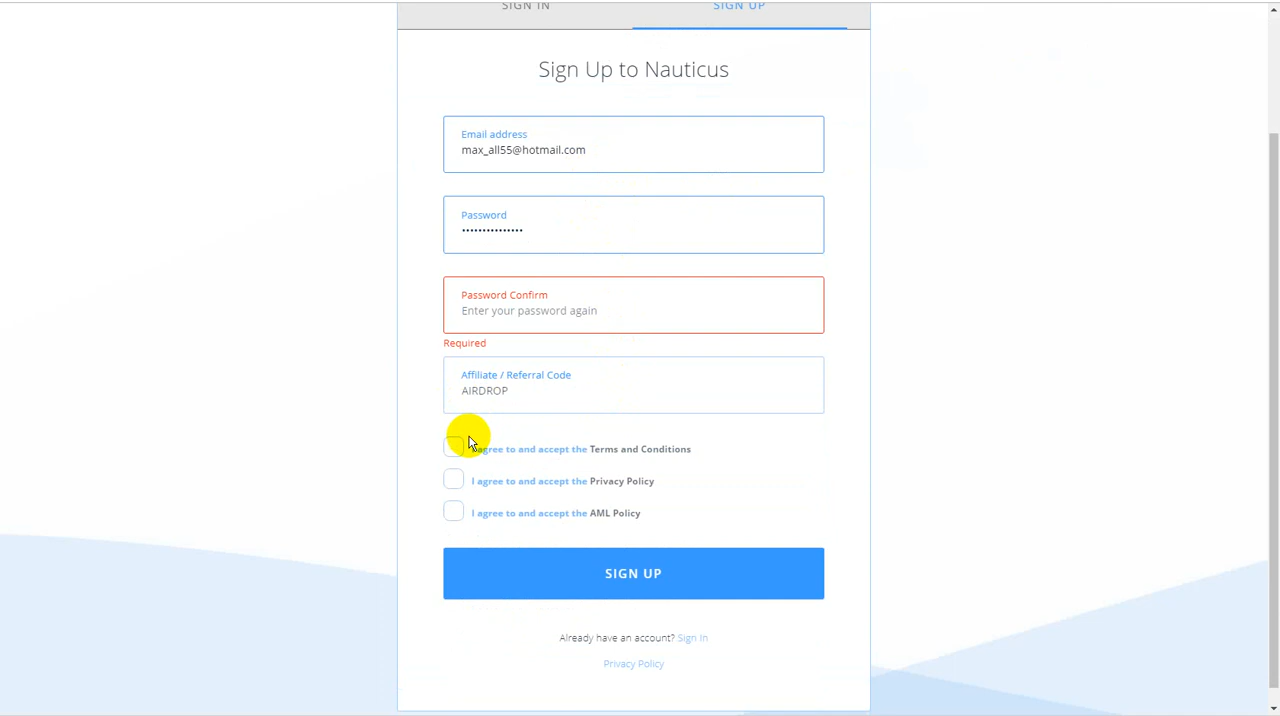 SIGN IN
SIGN UP
Sign Up to Nauticus
Email address
max_all55@hotmail.com
Password
•••••••••••••••
Password Confirm
Enter your password again
Required
Affiliate / Referral Code
AIRDROP
I agree to and accept the Terms and Conditions
I agree to and accept the Privacy Policy
I agree to and accept the AML Policy
SIGN UP
Already have an account? Sign In
Privacy Policy